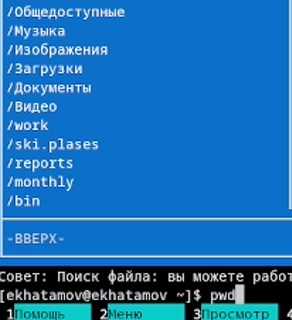 /Общедоступные
/Музыка
/Изображения
/Загрузки
/Документы
/Видео
/work
/ski.plases
/reports
/monthly
/bin
-ВВЕРХ-
Совет: Поиск файла: вы можете работ
[ekhatamov@ekhatamov ~]$ pwd
1Помощь 2Меню 3Просмотр 4